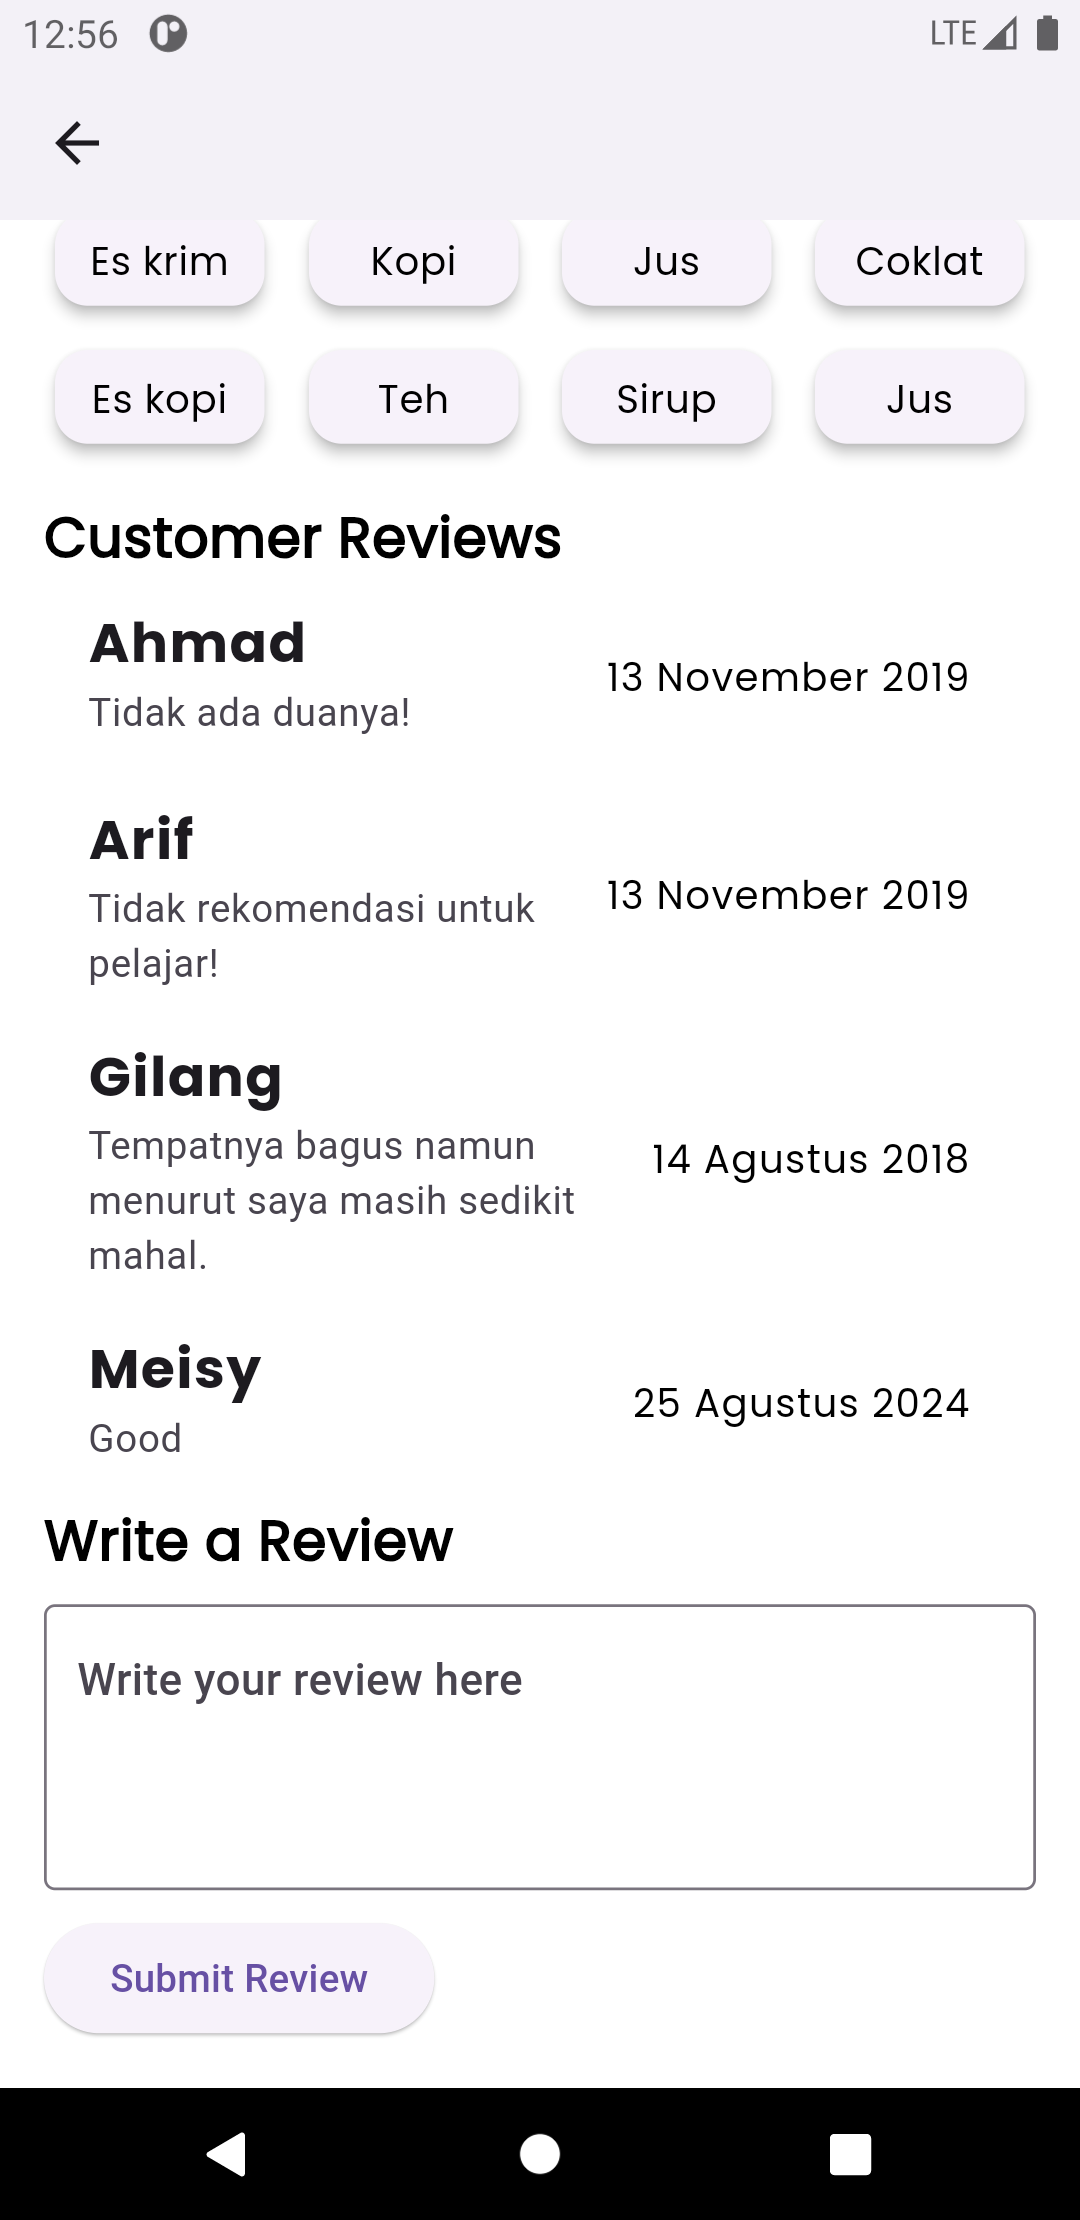 12:56 LTE
Es krim Kopi Jus Coklat
Es kopi Teh Sirup Jus
Customer Reviews
Ahmad
Tidak ada duanya!
13 November 2019
Arif
Tidak rekomendasi untuk
pelajar!
13 November 2019
Gilang
Tempatnya bagus namun
menurut saya masih sedikit
mahal.
14 Agustus 2018
Meisy
Good
25 Agustus 2024
Write a Review
Write your review here
Submit Review